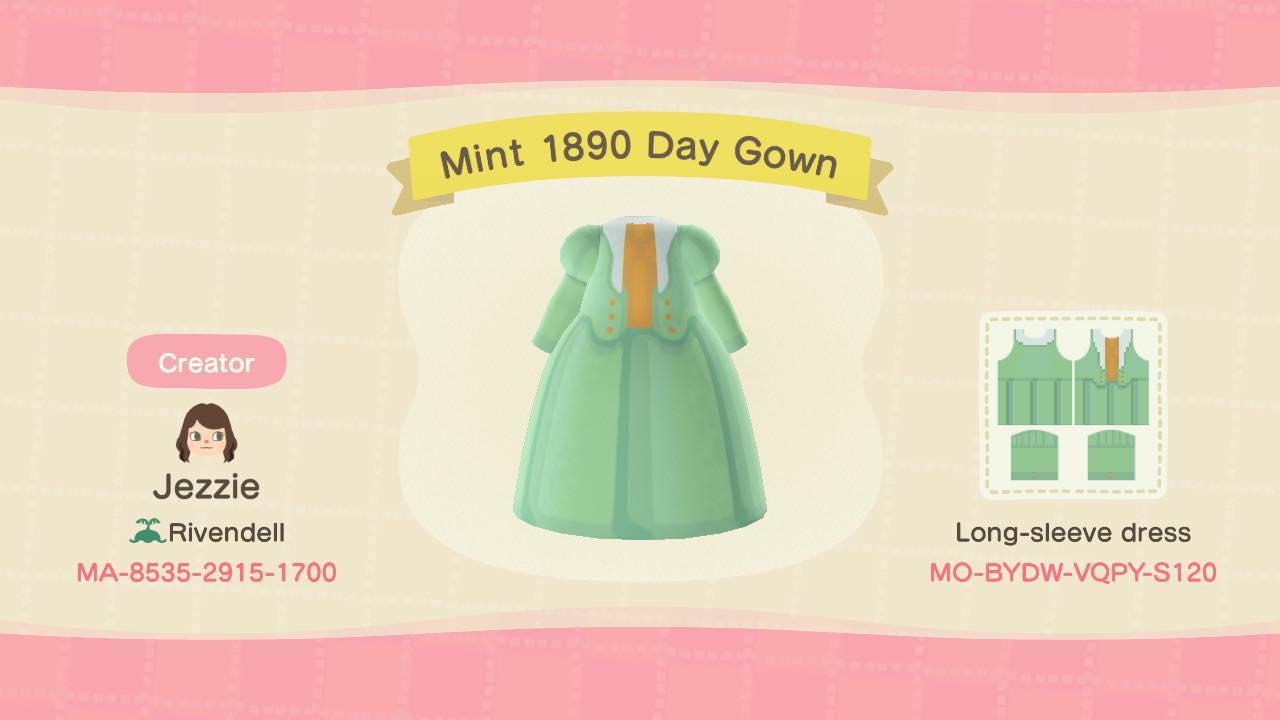 Mint 1890 Day Gown
Creator
Jezzie
Rivendell
MA-8535-2915-1700
Long-sleeve dress
MO-BYDW-VQPY-S120